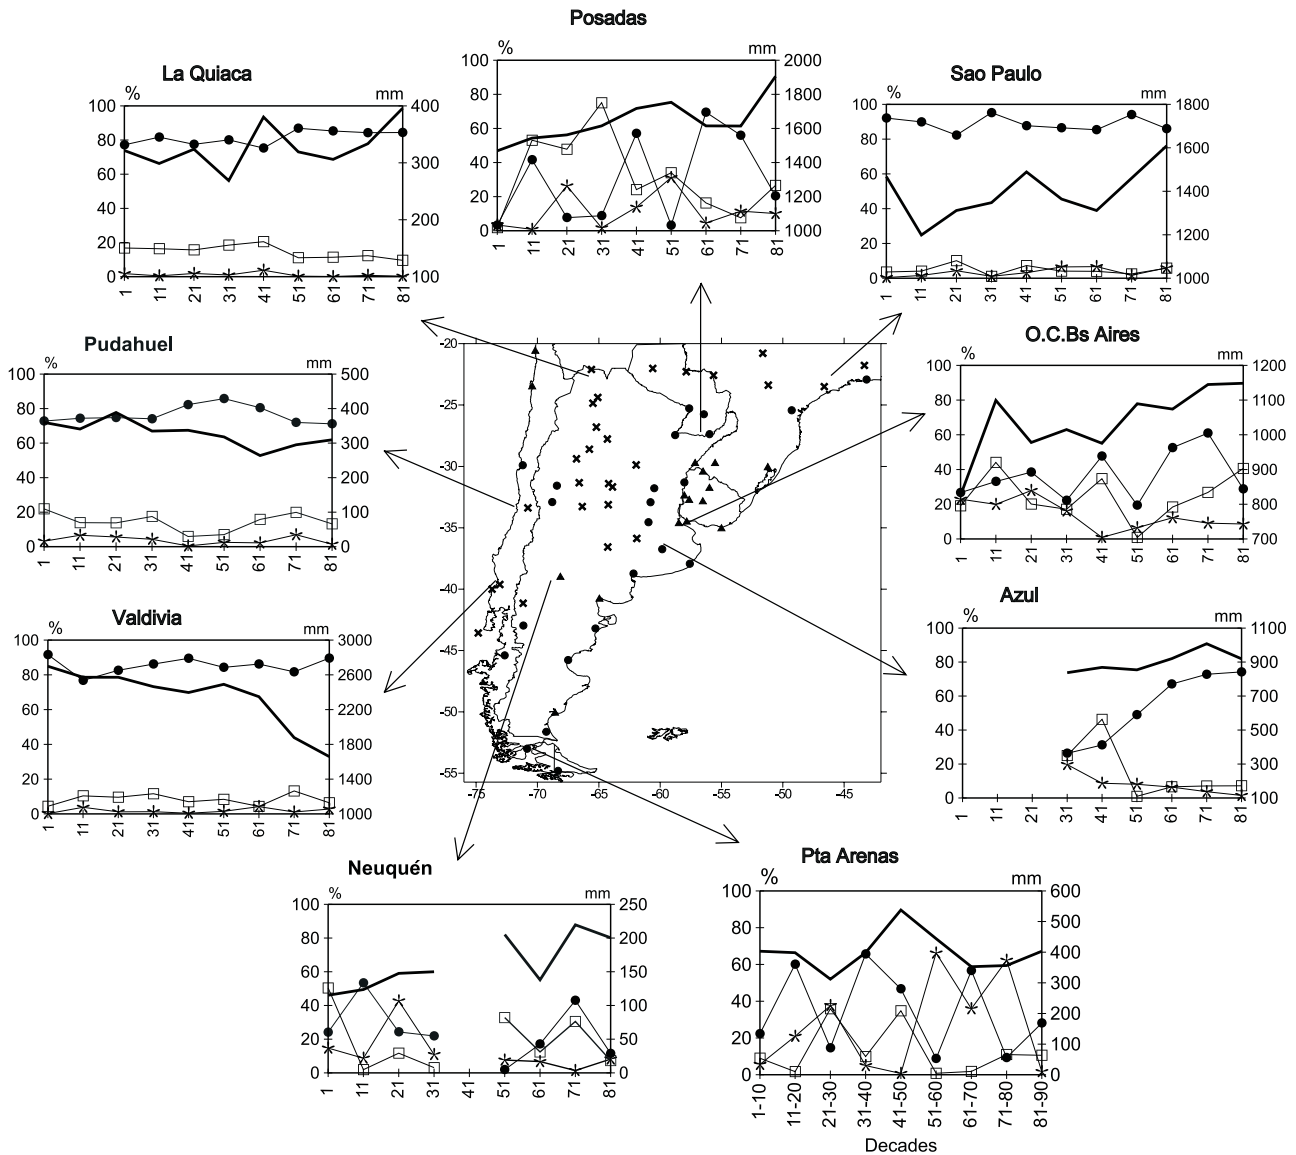 Posadas
% mm
100 2000
80 1800
60 1600
40 1400
20 1200
0 1000
1 11 21 31 41 51 61 71 81
La Quiaca
% mm
100 400
80
60 300
40 200
20
0 100
1 11 21 31 41 51 61 71 81
Sao Paulo
% mm
100 1800
80 1600
60 1400
40
20 1200
0 1000
1 11 21 31 41 51 61 71 81
Pudahuel
% mm
100 500
80 400
60 300
40 200
20 100
0 0
1 11 21 31 41 51 61 71 81
O.C.Bs Aires
% mm
100 1200
80 1100
60 1000
40 900
20 800
0 700
1 11 21 31 41 51 61 71 81
-20
-25
-30
-35
-40
-45
-50
-55
-75 -70 -65 -60 -55 -50 -45
Valdivia
% mm
100 3000
80 2600
60 2200
40 1800
20 1400
0 1000
1 11 21 31 41 51 61 71 81
Azul
% mm
100 1100
80 900
60 700
40 500
20 300
0 100
1 11 21 31 41 51 61 71 81
Neuquén
% mm
100 250
80 200
60 150
40 100
20 50
0 0
1 11 21 31 41 51 61 71 81
Pta Arenas
% mm
100 600
80 500
60 400
40 300
200
20 100
0 0
1-10 11-20 21-30 31-40 41-50 51-60 61-70 71-80 81-90
Decades